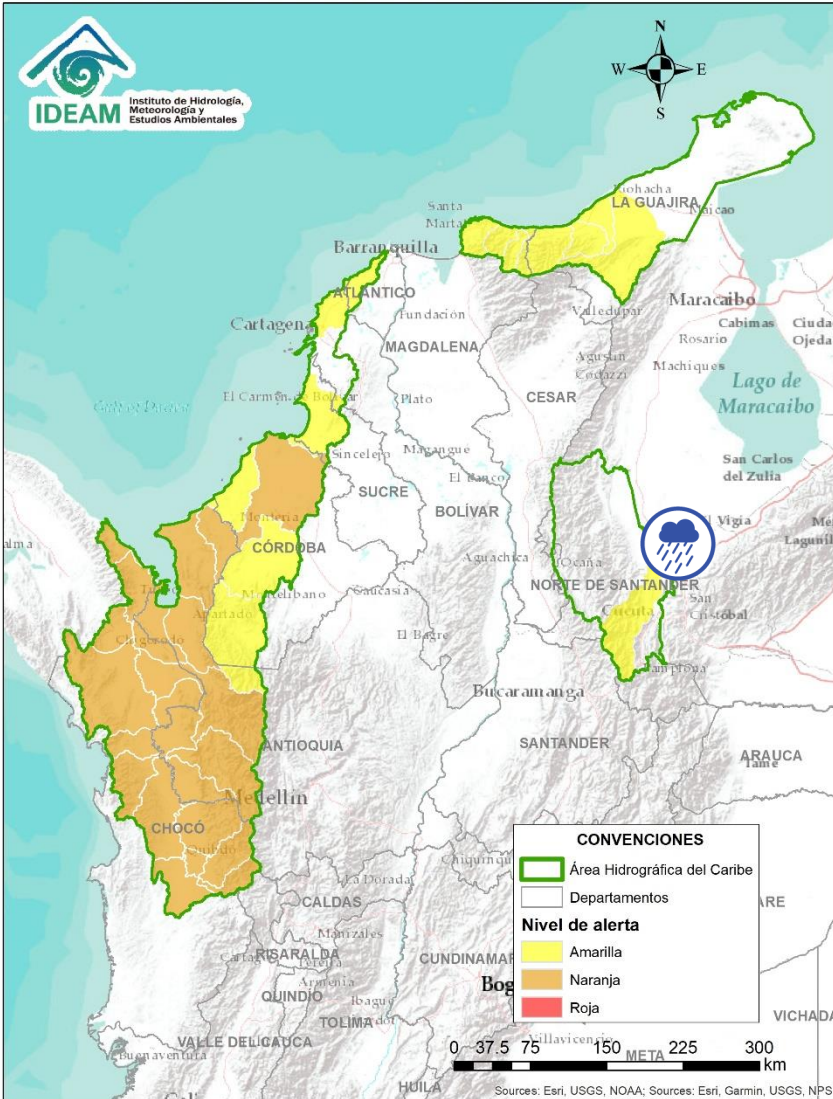 IDEAM
Instituto de Hidrología,
Meteorología y
Estudios Ambientales
N
W
E
S
Riohacha
LA GUAJIRA
Maicao
Santa
Marta
Barranquilla
ATLÁNTICO
Fundación
Valledupar
Maracaibo
Cabimas
Ciudad
Ojeda
Cartagena
MAGDALENA
Rosario
Machiques
Agustín
Codazzi
Lago de
Maracaibo
CESAR
El Carmen de Bolívar
Plato
Sincelejo
Magangue
San Carlos
del Zulia
El Banco
SUCRE
BOLÍVAR
Montería
El Vigia
CÓRDOBA
Aguachica
Ocaña
NORTE DE SANTANDER
Montelíbano
Caucasia
San
Cristóbal
Cúcuta
Apartadó
Chigorodó
El Bagre
Pamplona
Bucaramanga
ANTIOQUIA
SANTANDER
ARAUCA
Tame
Medellín
CHOCÓ
Quibdó
La Dorada
CALDAS
Manizales
RISARALDA
Pereira
Armenia
QUINDÍO
Ibague
TOLIMA
VALLE DEL CAUCA
Buenaventura
Villavicencio
META
VICHADA
HUILA
CONVENCIONES
Área Hidrográfica del Caribe
Departamentos
Nivel de alerta
Amarilla
Naranja
Roja
0 37.5 75 150 225 300
km
Sources: Esri, USGS, NOAA; Sources: Esri, Garmin, USGS, NPS